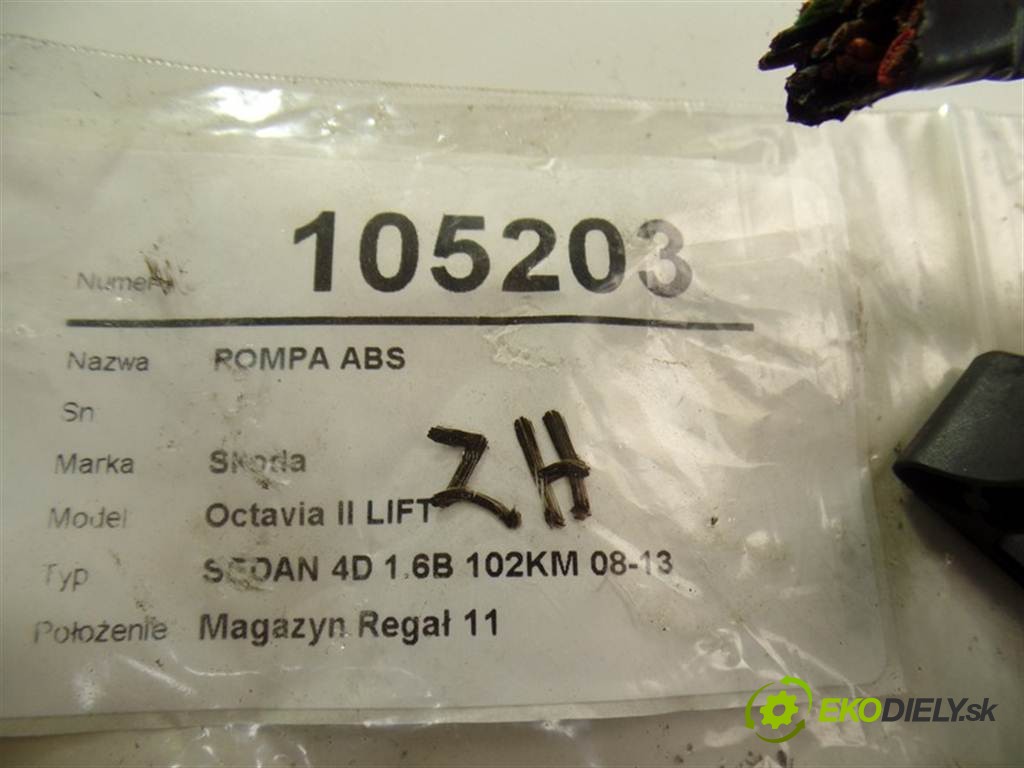 Numer 105203
Nazwa POMPA ABS
Sn
Marka Skoda
ZH
Model Octavia II LIFT
Typ SEDAN 4D 1.6B 102KM 08-13
Położenie Magazyn Regał 11
EKODIELY.sk